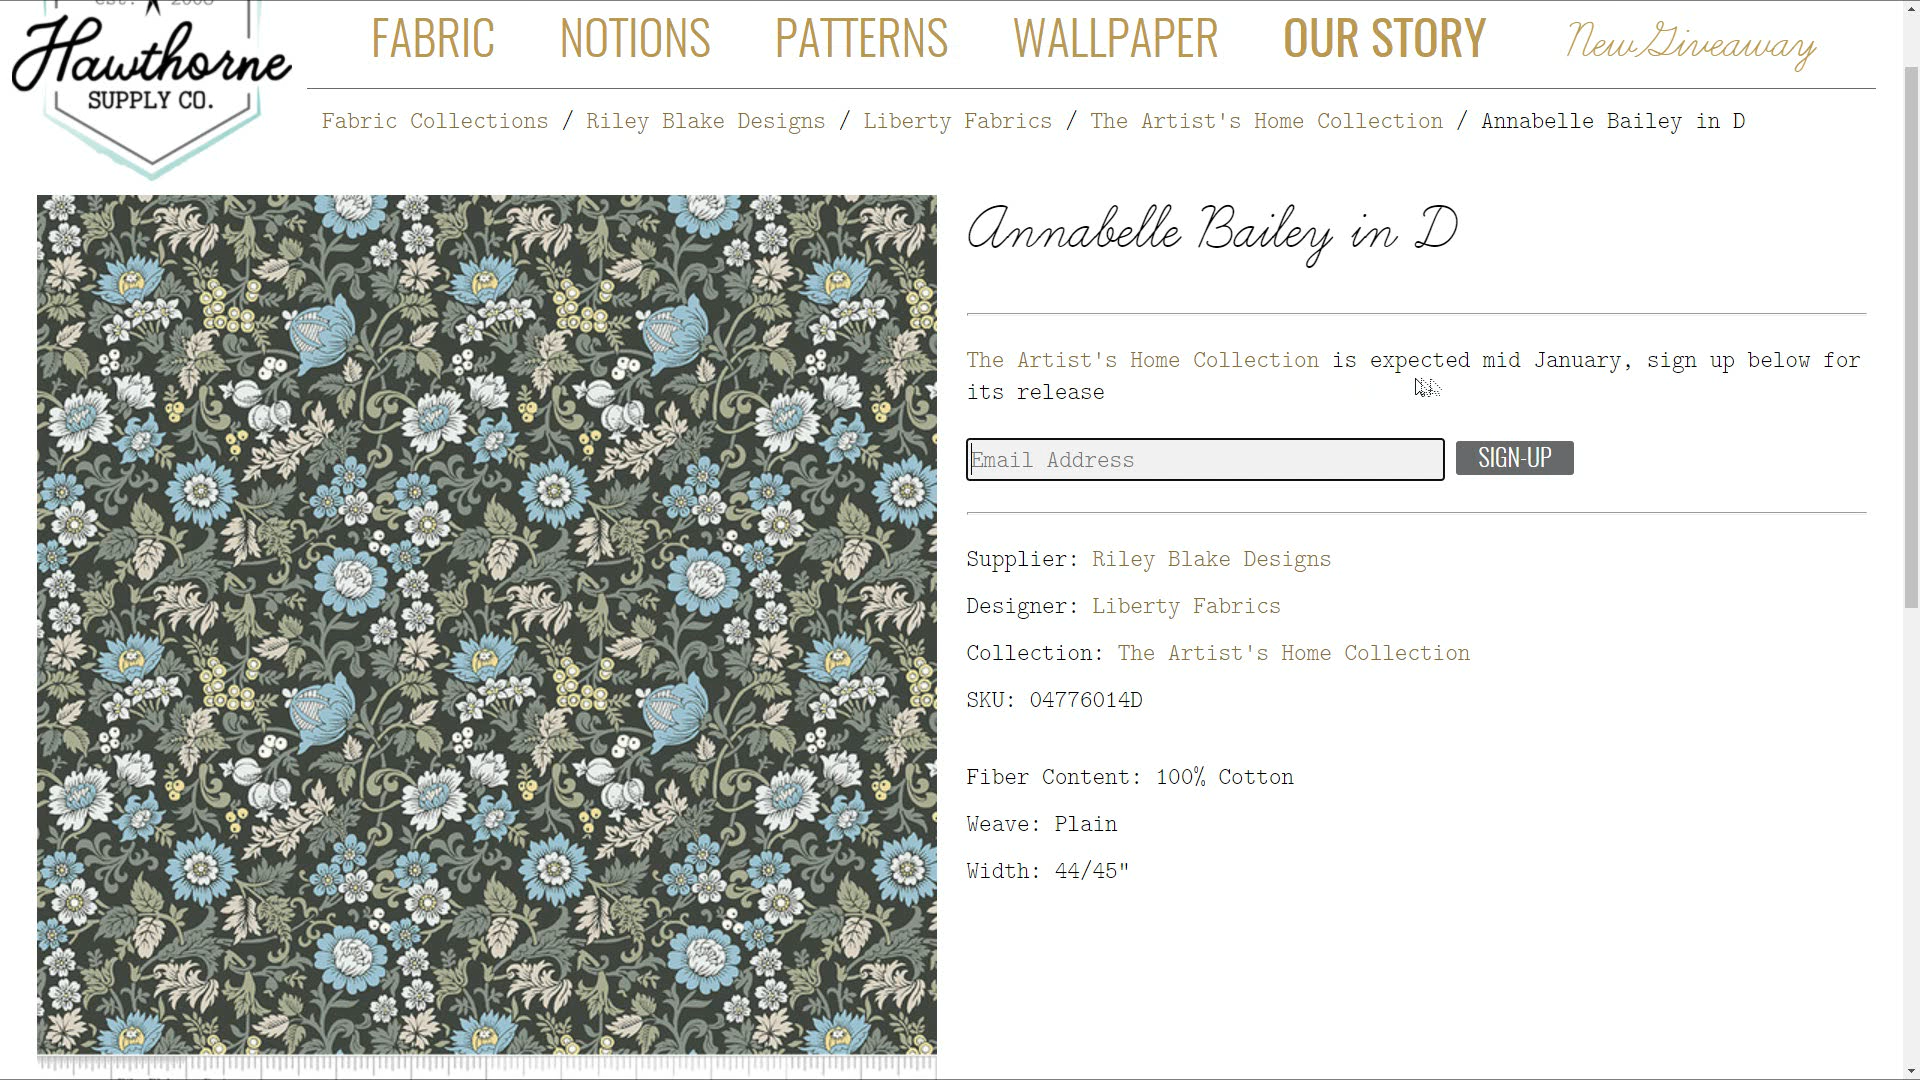 Hawthorne
SUPPLY CO.
FABRIC
NOTIONS
PATTERNS
WALLPAPER
OUR STORY
New Giveaway
Fabric Collections / Riley Blake Designs / Liberty Fabrics / The Artist's Home Collection / Annabelle Bailey in D
Annabelle Bailey in D
The Artist's Home Collection is expected mid January, sign up below for
its release
Email Address
SIGN-UP
Supplier: Riley Blake Designs
Designer: Liberty Fabrics
Collection: The Artist's Home Collection
SKU: 04776014D
Fiber Content: 100% Cotton
Weave: Plain
Width: 44/45"